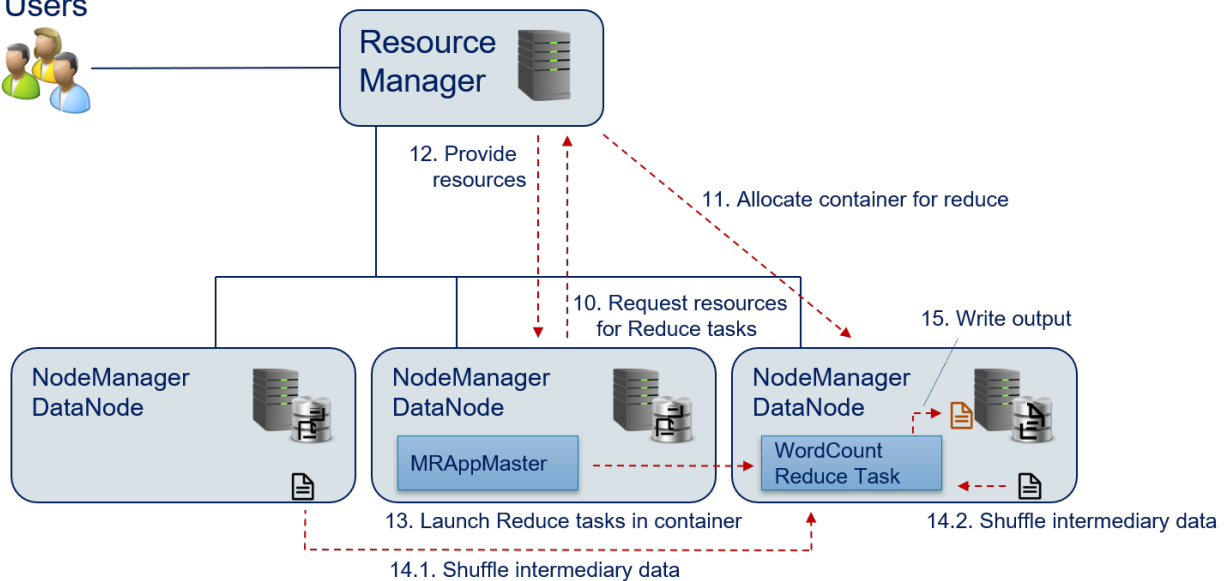 Users
Resource
Manager
12. Provide
resources
11. Allocate container for reduce
10. Request resources
for Reduce tasks
15. Write output
NodeManager
DataNode
NodeManager
DataNode
MRAppMaster
NodeManager
DataNode
WordCount
Reduce Task
13. Launch Reduce tasks in container
14.2. Shuffle intermediary data
14.1. Shuffle intermediary data